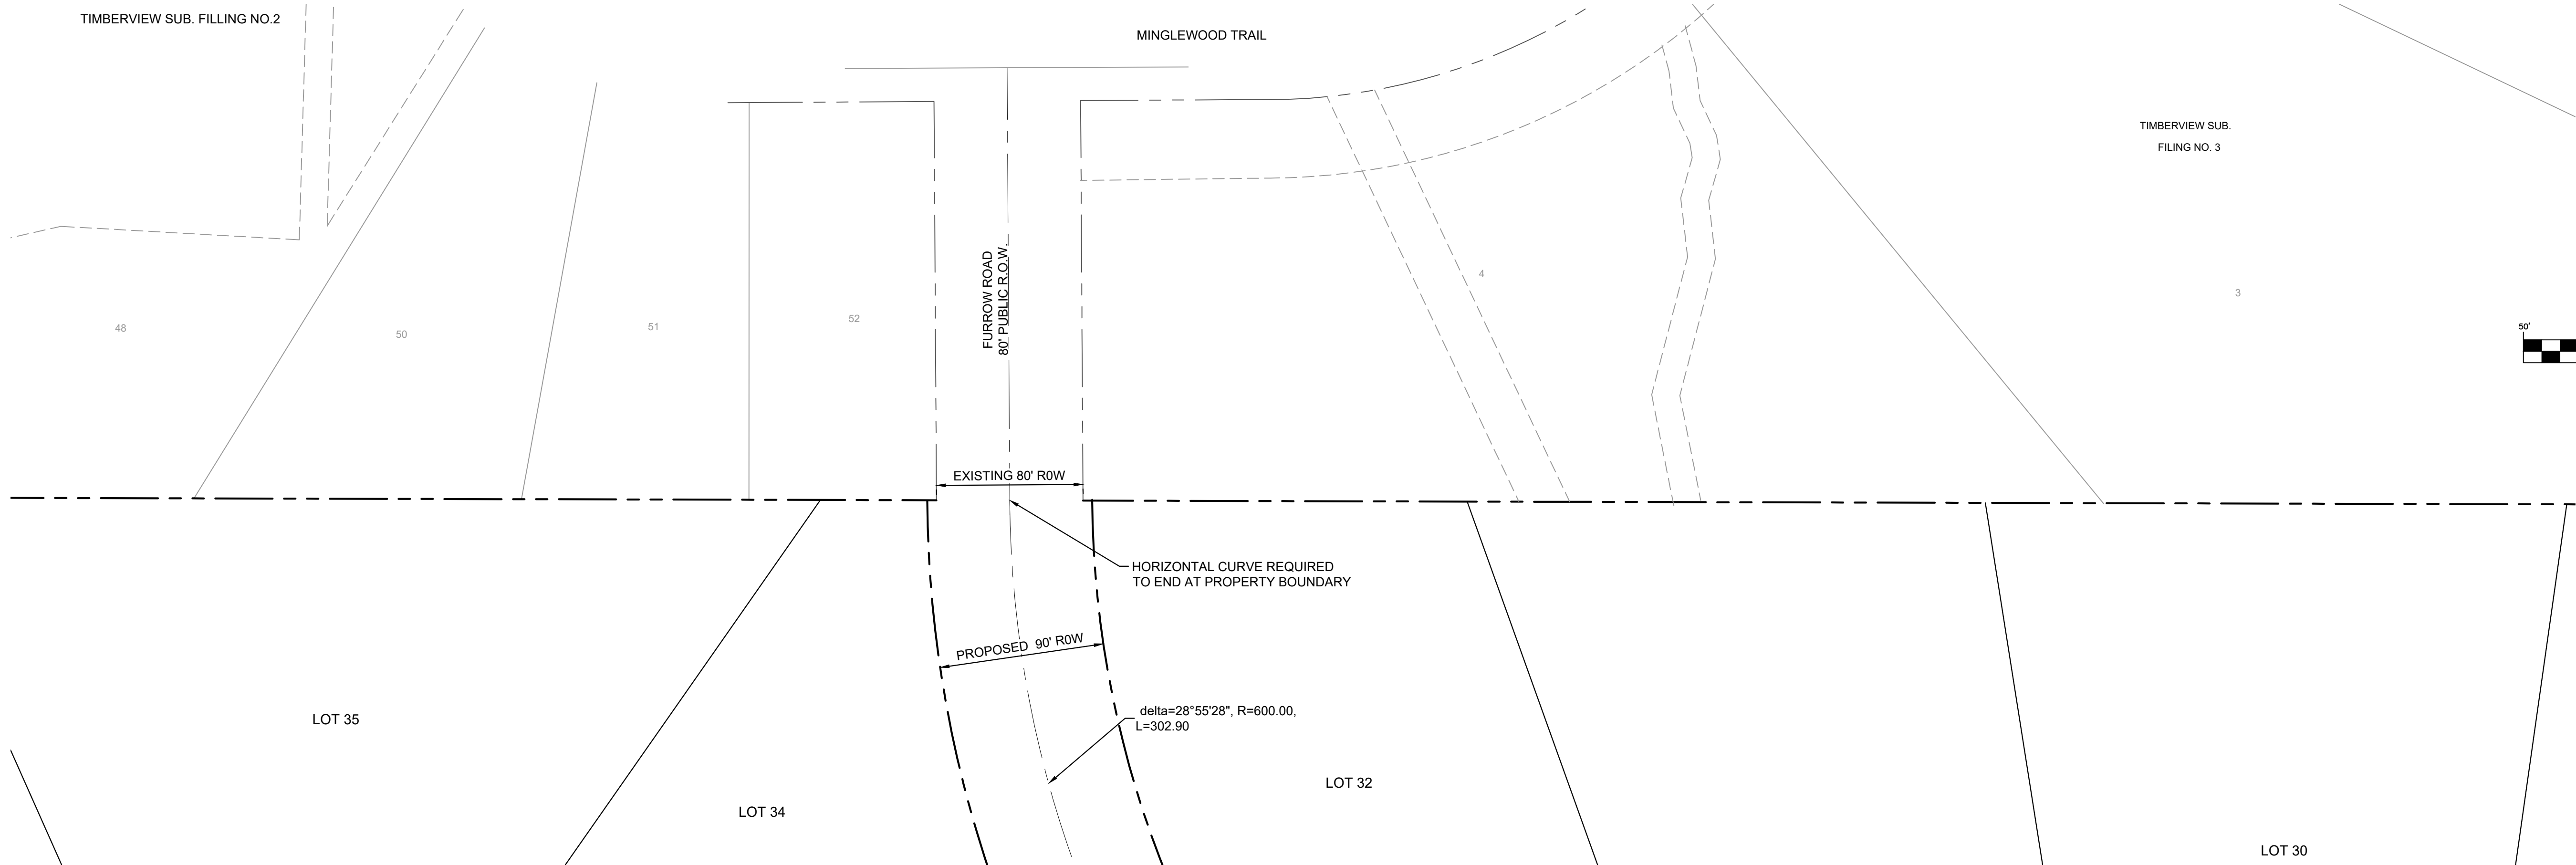 TIMBERVIEW SUB. FILLING NO.2
MINGLEWOOD TRAIL
TIMBERVIEW SUB.
FILING NO. 3
FURROW ROAD
80' PUBLIC R.O.W.
48
50
51
52
4
3
50'
EXISTING 80' R0W
HORIZONTAL CURVE REQUIRED
TO END AT PROPERTY BOUNDARY
PROPOSED 90' R0W
delta=28°55'28", R=600.00,
L=302.90
LOT 35
LOT 34
LOT 32
LOT 30